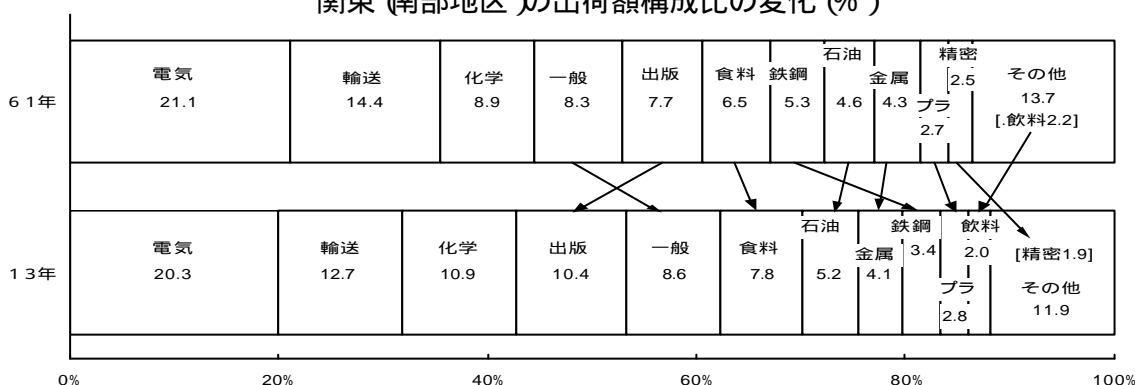 関東（南部地区）の出荷額構成比の変化（％）
61年
電気
21.1
輸送
14.4
化学
8.9
一般
8.3
出版
7.7
食料
6.5
鉄鋼
5.3
石油
4.6
金属
4.3
プラ
2.7
精密
2.5
その他
13.7
[.飲料2.2]
13年
電気
20.3
輸送
12.7
化学
10.9
出版
10.4
一般
8.6
食料
7.8
石油
5.2
金属
4.1
鉄鋼
3.4
プラ
2.8
飲料
2.0
[精密1.9]
その他
11.9
0%
20%
40%
60%
80%
100%